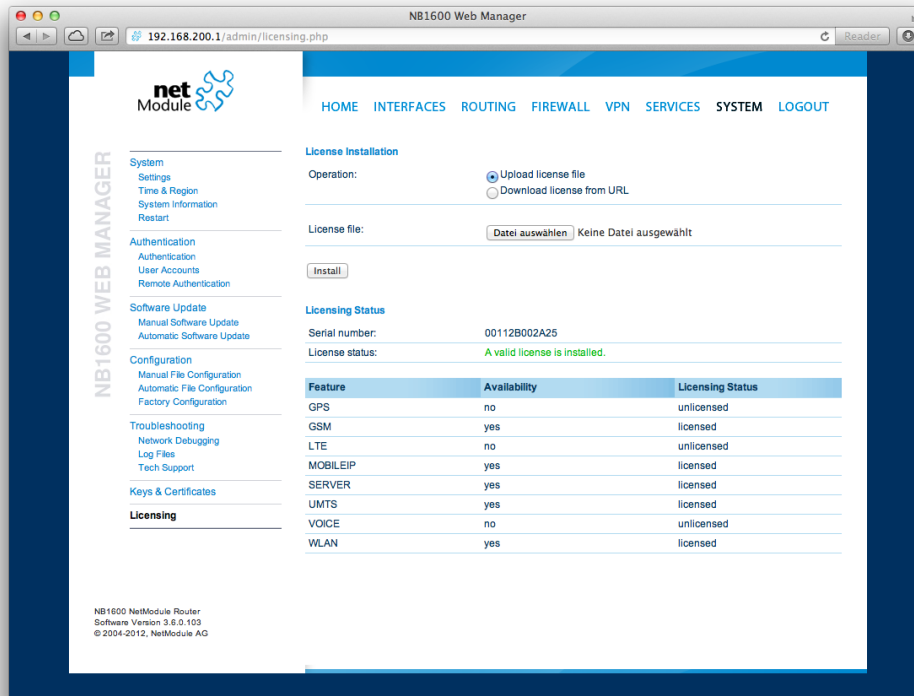 NB1600 Web Manager
192.168.200.1/admin/licensing.php
Reader
net
Module
HOME INTERFACES ROUTING FIREWALL VPN SERVICES SYSTEM LOGOUT
NB1600 WEB MANAGER
System
Settings
Time & Region
System Information
Restart
Authentication
Authentication
User Accounts
Remote Authentication
Software Update
Manual Software Update
Automatic Software Update
Configuration
Manual File Configuration
Automatic File Configuration
Factory Configuration
Troubleshooting
Network Debugging
Log Files
Tech Support
Keys & Certificates
Licensing
License Installation
Operation: Upload license file
Download license from URL
License file: Datei auswählen Keine Datei ausgewählt
Install
Licensing Status
Serial number: 00112B002A25
License status: A valid license is installed.
Feature Availability Licensing Status
GPS no unlicensed
GSM yes licensed
LTE no unlicensed
MOBILEIP yes licensed
SERVER yes licensed
UMTS yes licensed
VOICE no unlicensed
WLAN yes licensed
NB1600 NetModule Router
Software Version 3.6.0.103
© 2004-2012, NetModule AG